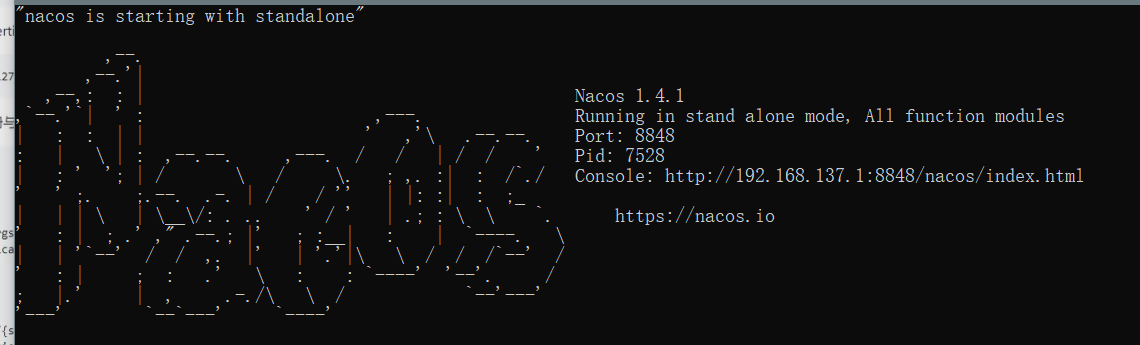 "nacos is starting with standalone"
Nacos 1.4.1
Running in stand alone mode, All function modules
Port: 8848
Pid: 7528
Console: http://192.168.137.1:8848/nacos/index.html
https://nacos.io